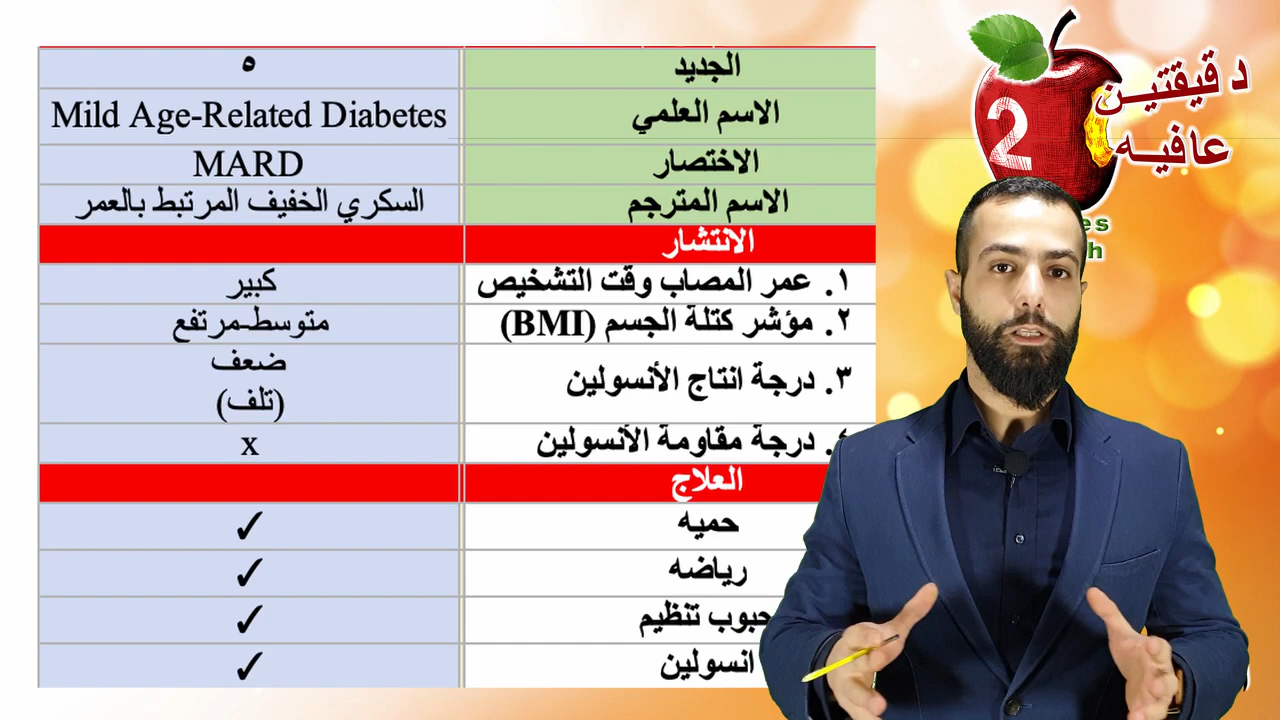 الجديد ٥
الاسم العلمي Mild Age-Related Diabetes
الاختصار MARD
الاسم المترجم السكري الخفيف المرتبط بالعمر
الانتشار
١. عمر المصاب وقت التشخيص كبير
٢. مؤشر كتلة الجسم (BMI) متوسط-مرتفع
٣. درجة انتاج الأنسولين ضعف
(تلف)
٤. درجة مقاومة الأنسولين x
العلاج
حميه ✓
رياضه ✓
حبوب تنظيم ✓
انسولين ✓
2
دقيقتين
عافيه